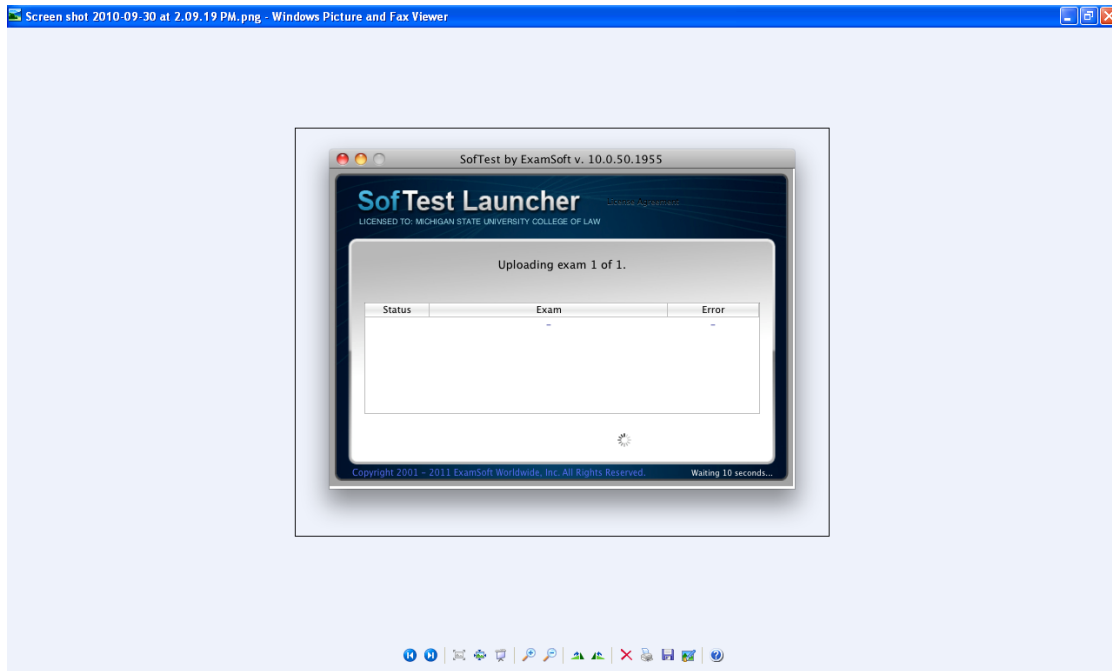 Screen shot 2010-09-30 at 2.09.19 PM.png - Windows Picture and Fax Viewer
SofTest by ExamSoft v. 10.0.50.1955
SofTest Launcher
License Agreement
LICENSED TO: MICHIGAN STATE UNIVERSITY COLLEGE OF LAW
Uploading exam 1 of 1.
Status Exam Error
- -
Copyright 2001 - 2011 ExamSoft Worldwide, Inc. All Rights Reserved. Waiting 10 seconds...